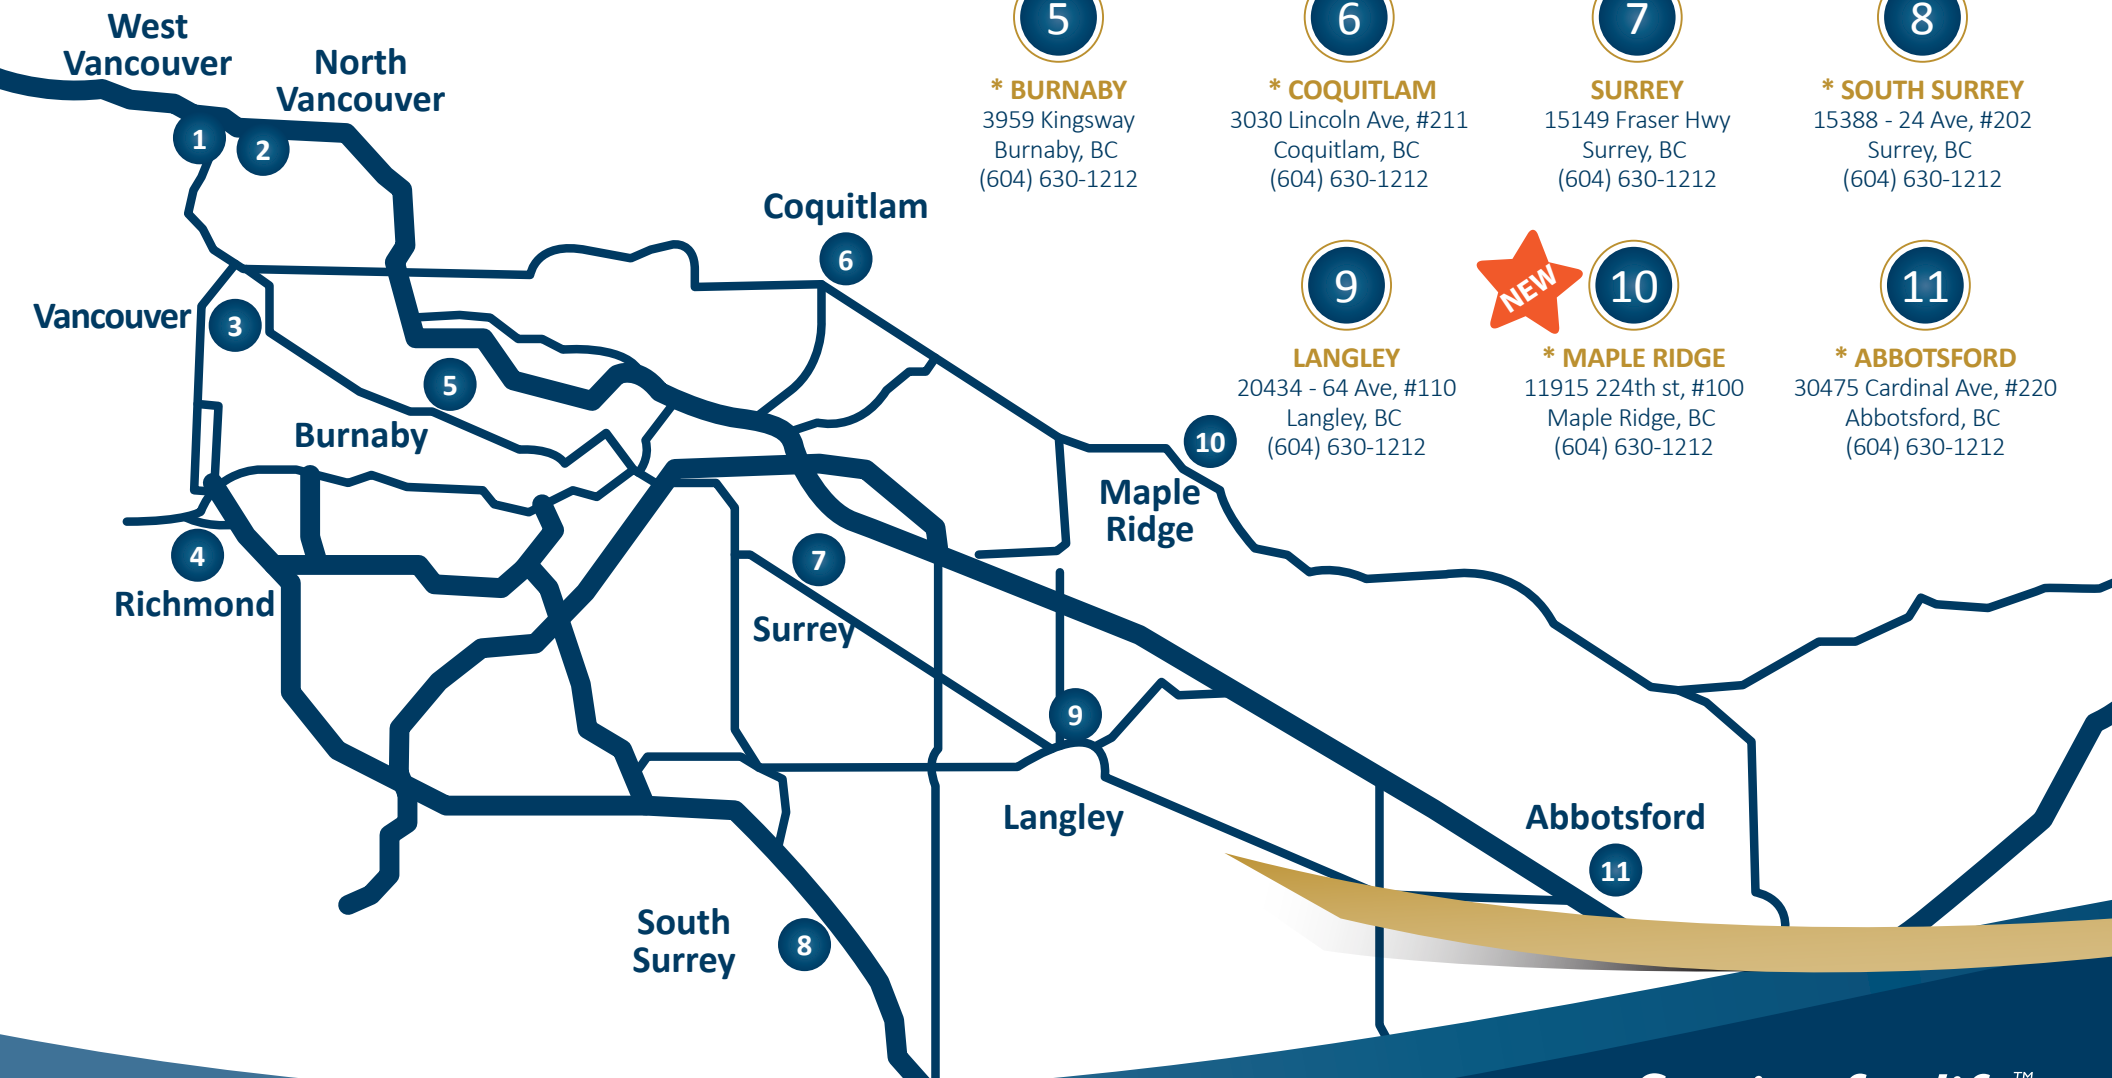 West
Vancouver
North
Vancouver
1
2
Coquitlam
6
Vancouver
3
5
Burnaby
4
Richmond
7
Surrey
10
Maple
Ridge
9
Langley
Abbotsford
11
South
Surrey
8
5
* BURNABY
3959 Kingsway
Burnaby, BC
(604) 630-1212
6
* COQUITLAM
3030 Lincoln Ave, #211
Coquitlam, BC
(604) 630-1212
7
SURREY
15149 Fraser Hwy
Surrey, BC
(604) 630-1212
8
* SOUTH SURREY
15388 - 24 Ave, #202
Surrey, BC
(604) 630-1212
9
LANGLEY
20434 - 64 Ave, #110
Langley, BC
(604) 630-1212
NEW
10
* MAPLE RIDGE
11915 224th st, #100
Maple Ridge, BC
(604) 630-1212
11
* ABBOTSFORD
30475 Cardinal Ave, #220
Abbotsford, BC
(604) 630-1212
TM